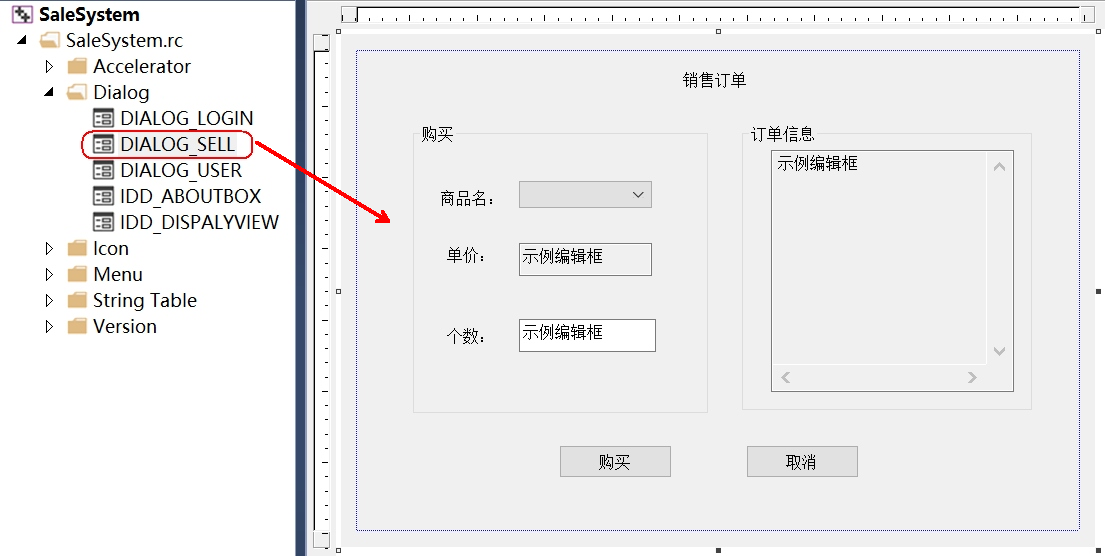 SaleSystem
SaleSystem.rc
Accelerator
Dialog
DIALOG_LOGIN
DIALOG_SELL
DIALOG_USER
IDD_ABOUTBOX
IDD_DISPALYVIEW
Icon
Menu
String Table
Version
销售订单
购买
商品名：
单价：
示例编辑框
个数：
示例编辑框
订单信息
示例编辑框
购买
取消